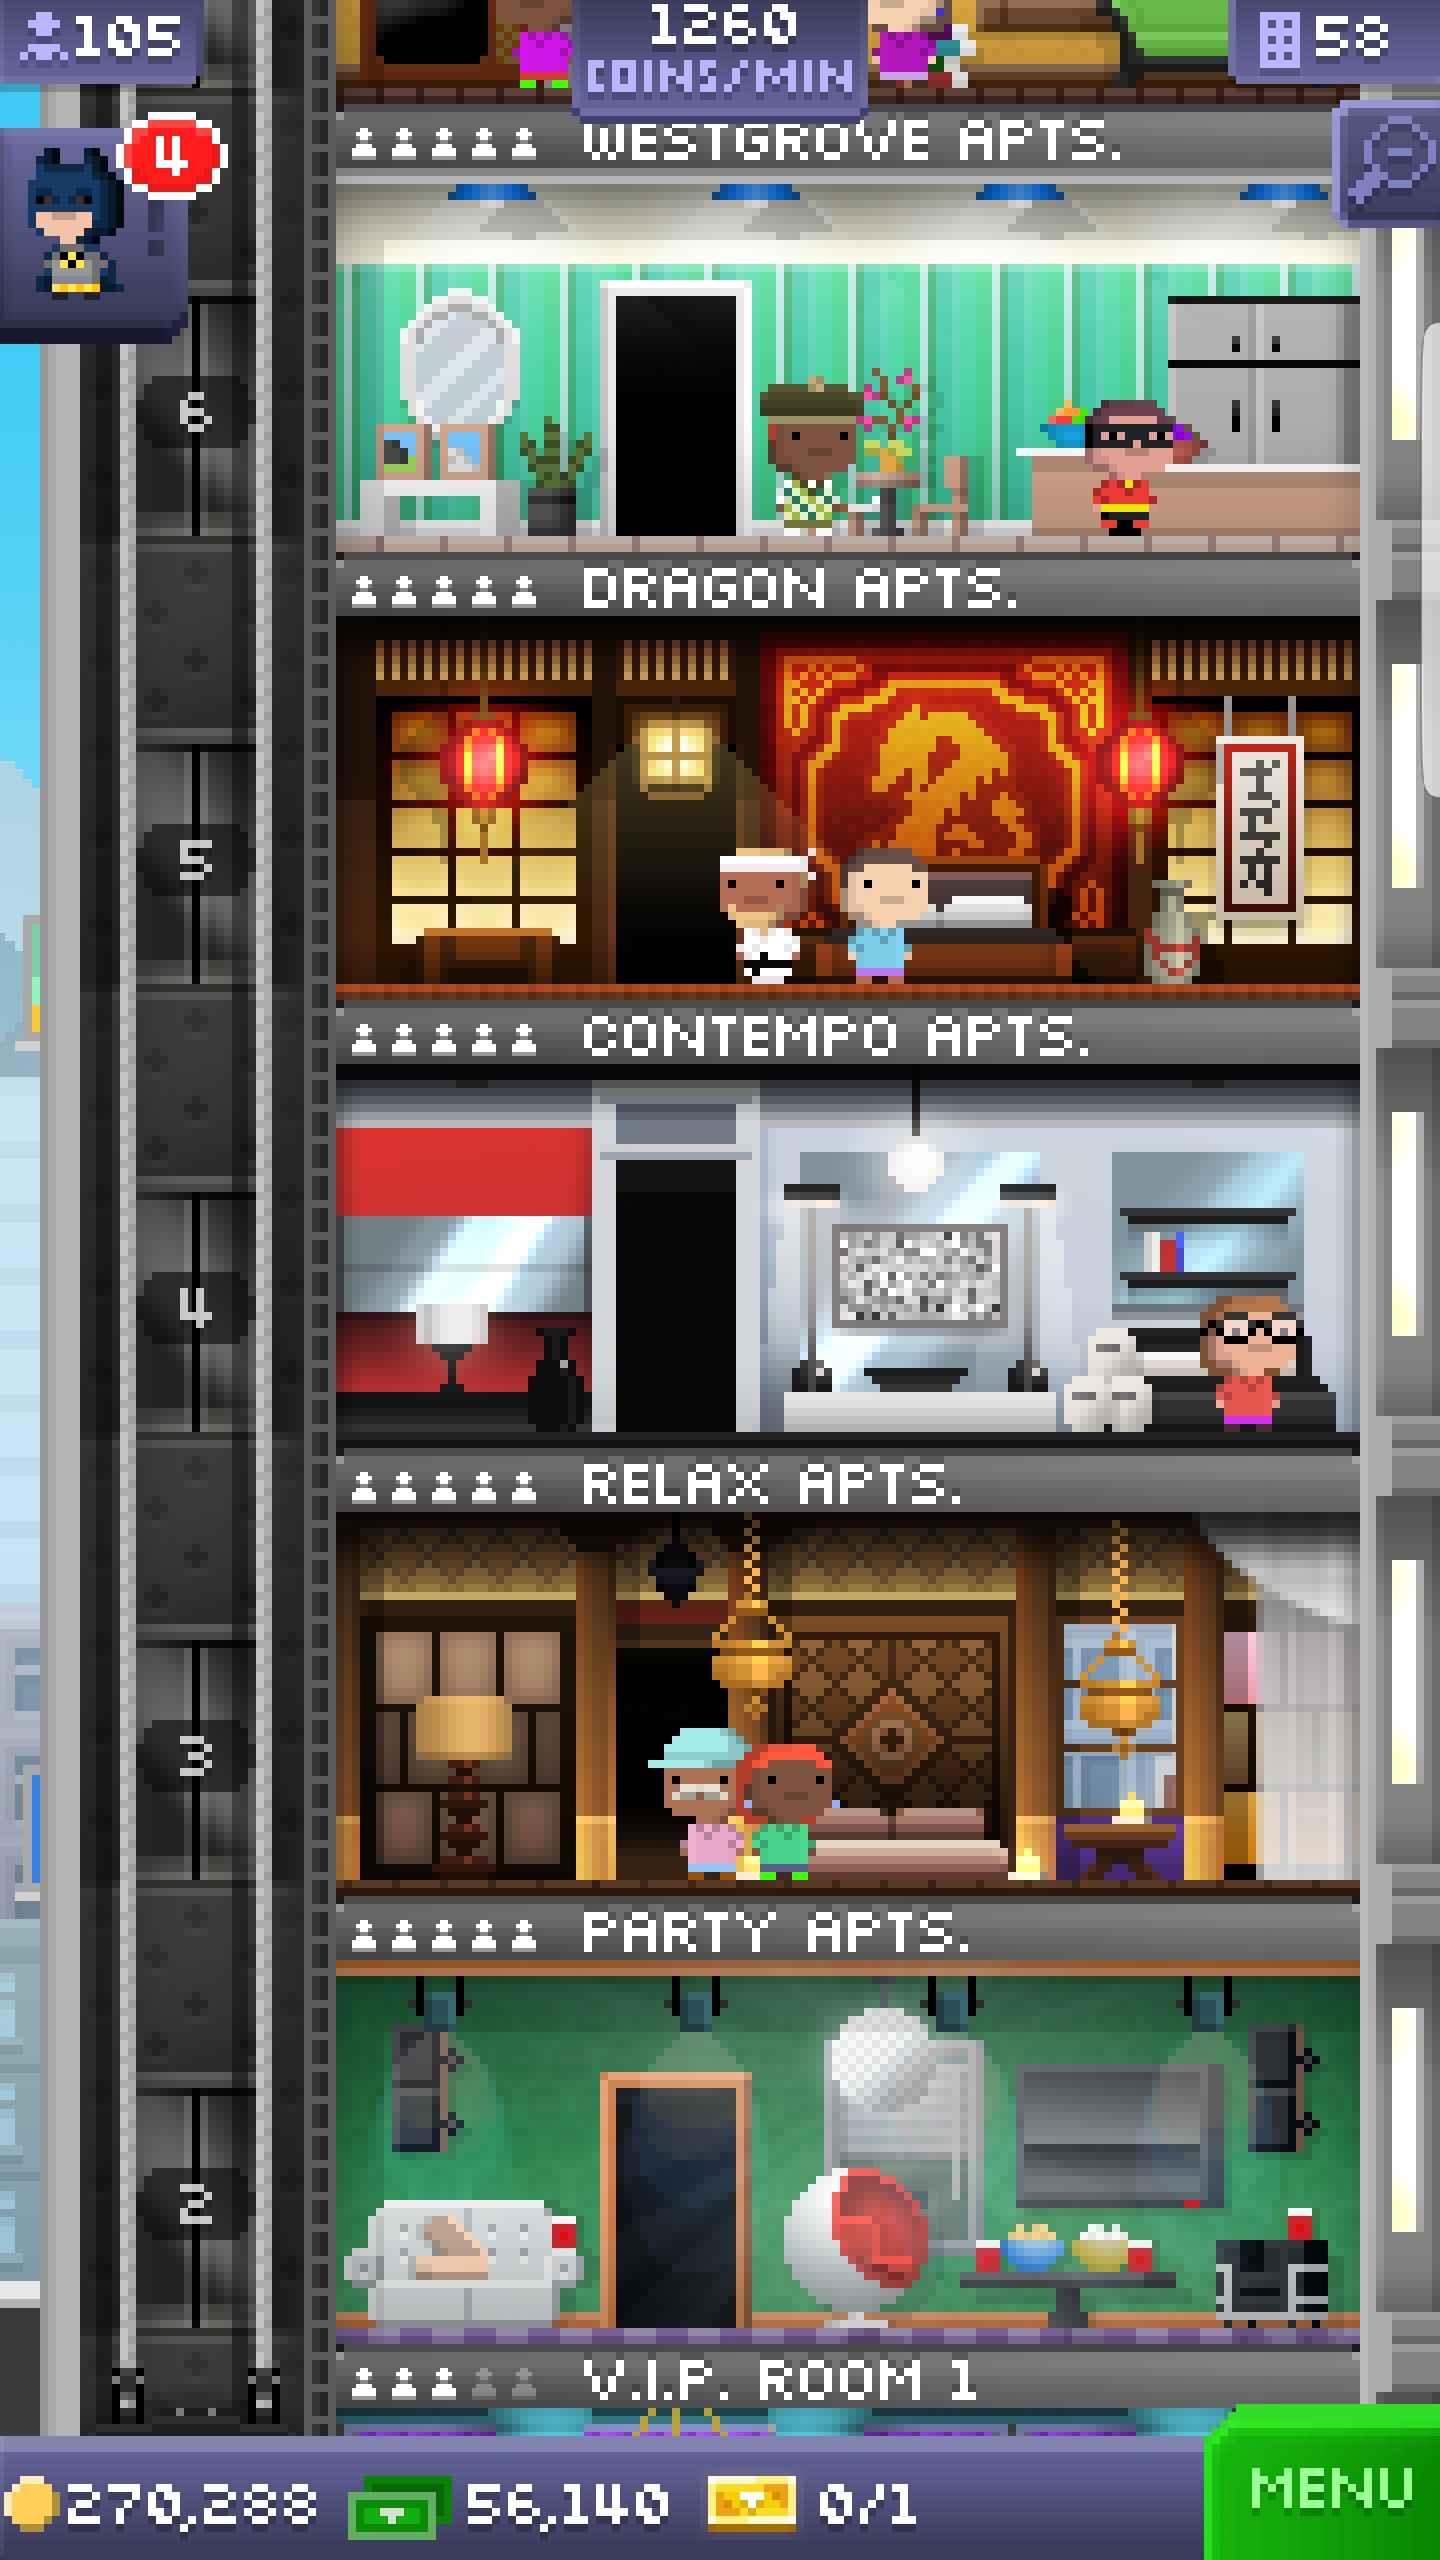 105
1260
COINS/MIN
58
4
WESTGROVE APTS.
6
DRAGON APTS.
5
CONTEMPO APTS.
4
RELAX APTS.
3
PARTY APTS.
2
V.I.P. ROOM 1
270,288
56,140
0/1
MENU